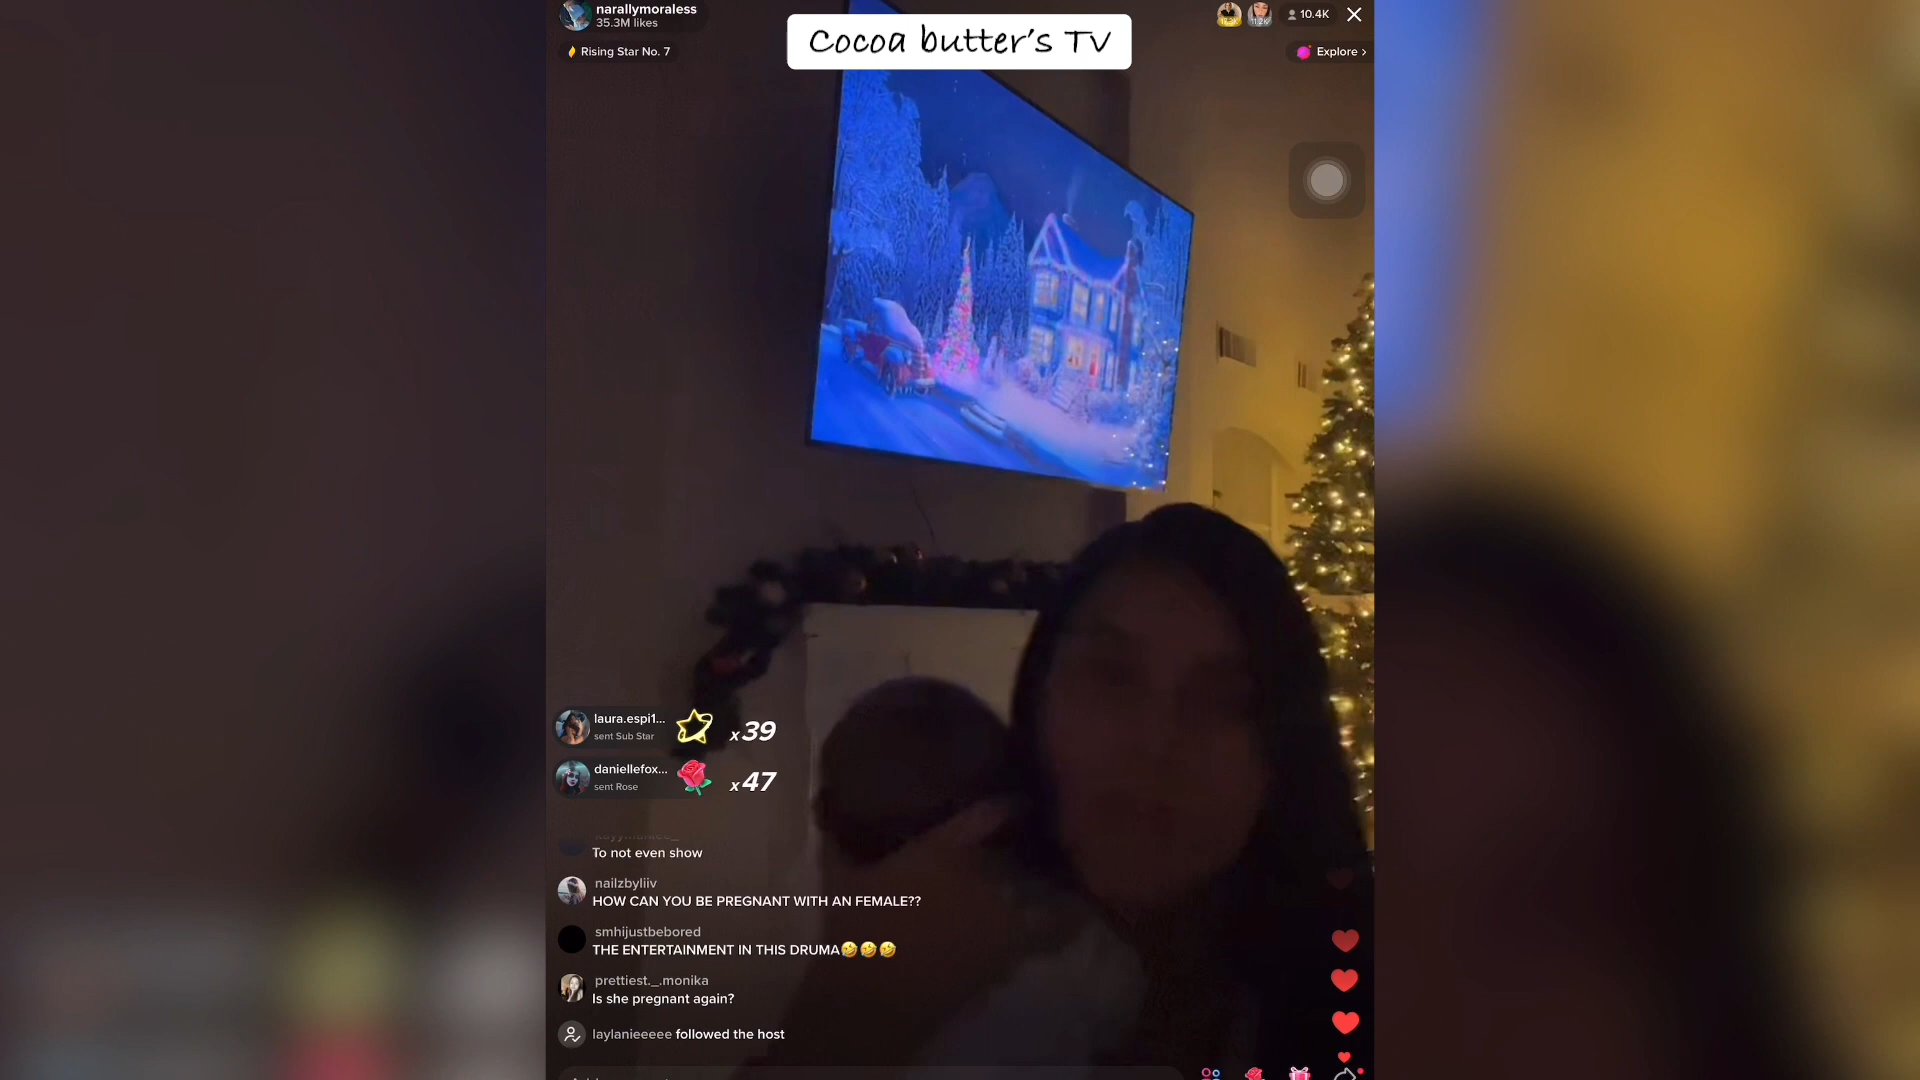 narallymoraless
35.3M likes
10.4K
Rising Star No. 7
Cocoa butter's TV
Explore >
laura.espi1...
sent Sub Star
x39
daniellefox...
sent Rose
x47
To not even show
nailzbyliiv
HOW CAN YOU BE PREGNANT WITH AN FEMALE??
smhijustbebored
THE ENTERTAINMENT IN THIS DRUMA🤣🤣🤣
prettiest._.monika
Is she pregnant again?
laylanieeeee followed the host